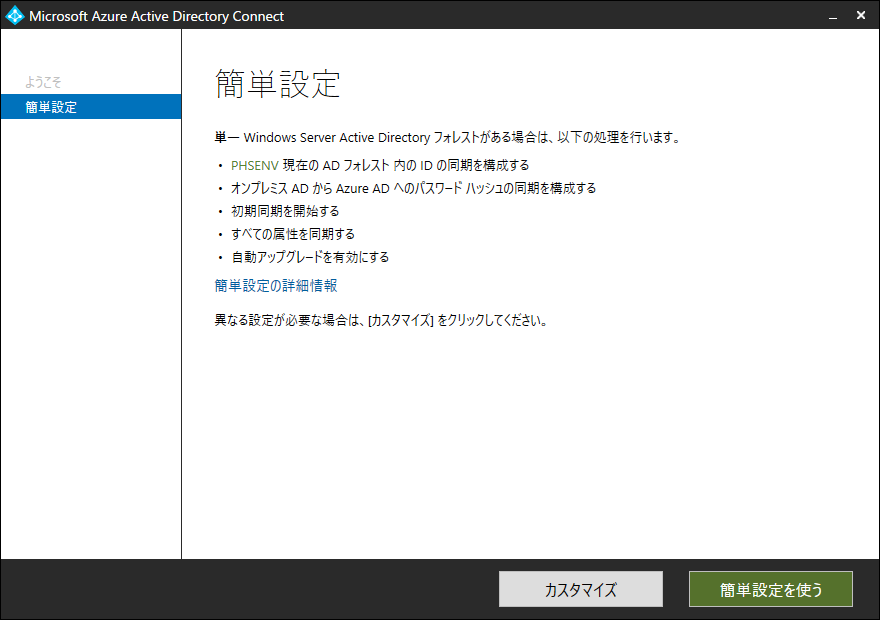 Microsoft Azure Active Directory Connect
ようこそ
簡単設定
簡単設定
単一 Windows Server Active Directory フォレストがある場合は、以下の処理を行います。
• PHSENV 現在の AD フォレスト 内の ID の同期を構成する
• オンプレミス AD から Azure AD へのパスワード ハッシュの同期を構成する
• 初期同期を開始する
• すべての属性を同期する
• 自動アップグレードを有効にする
簡単設定の詳細情報
異なる設定が必要な場合は、[カスタマイズ] をクリックしてください。
カスタマイズ
簡単設定を使う